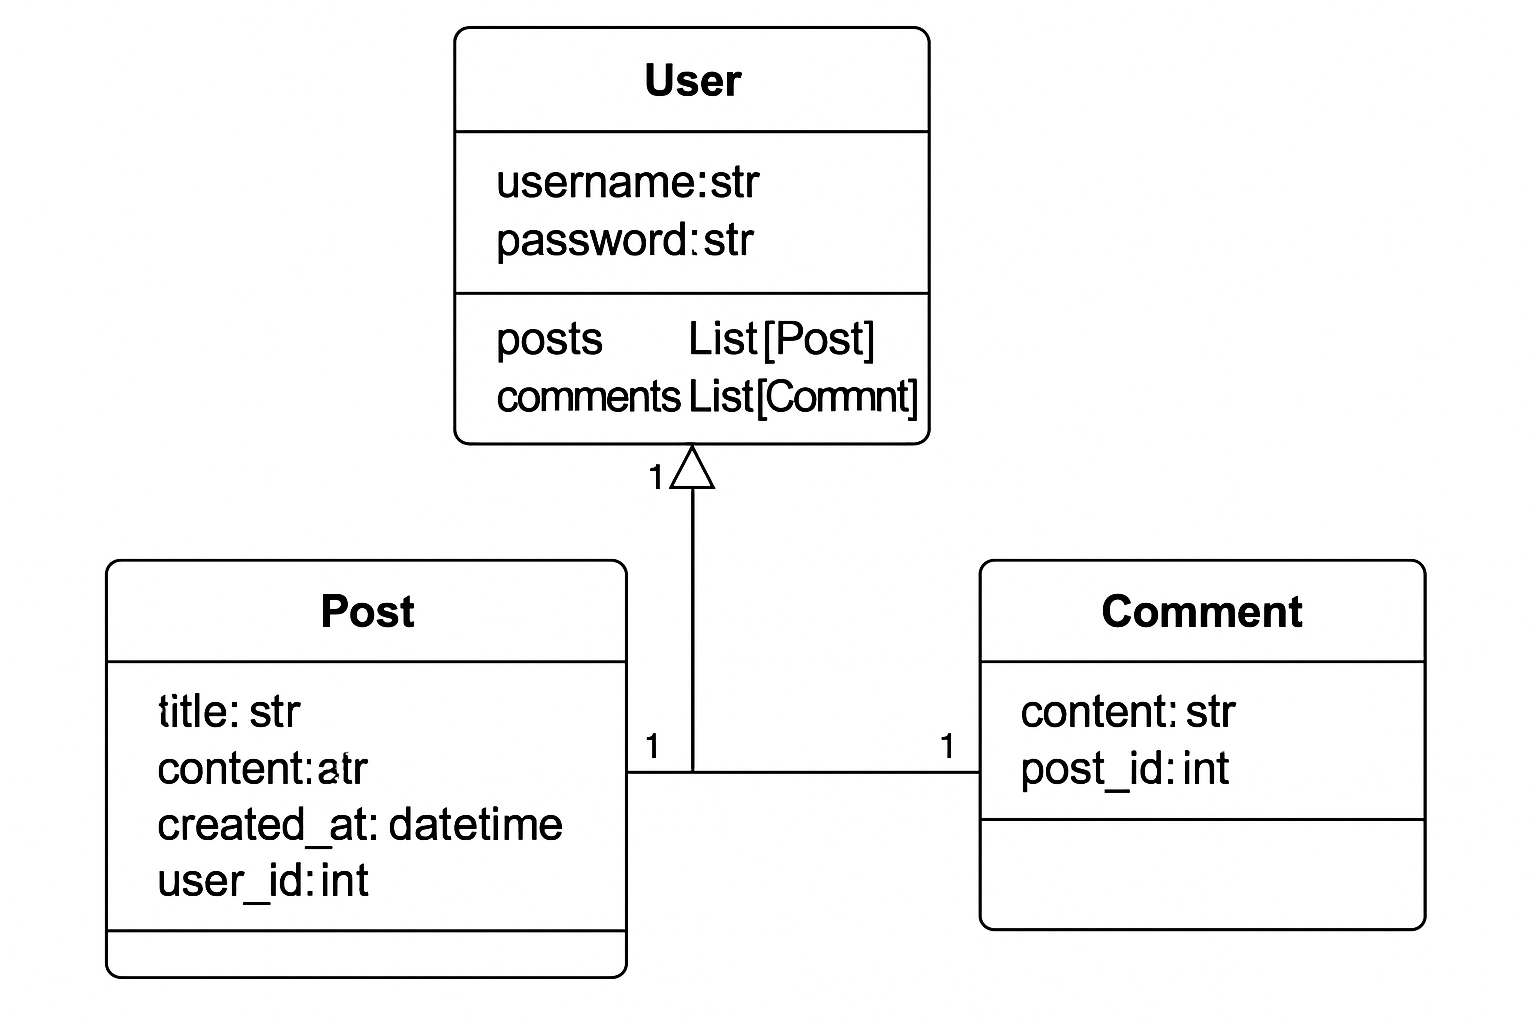 User
username:str
password:str
posts List[Post]
comments List[Commnt]
1
Post
title: str
content:atr
created_at: datetime
user_id:int
1
1
Comment
content: str
post_id: int